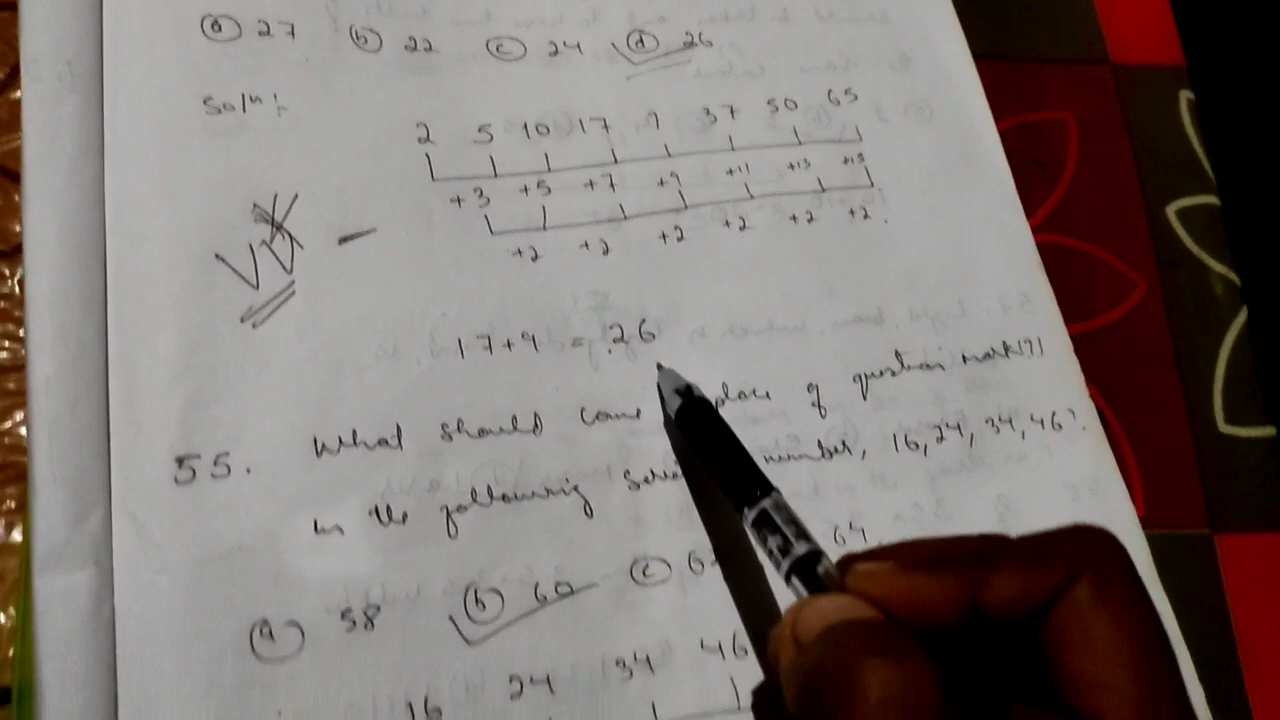 (a) 27 (b) 22 (c) 24 (d) 26
Solⁿ:
2 5 10 17 ? 37 50 65
+3 +5 +7 +9 +11 +13 +15
+2 +2 +2 +2 +2 +2
17+9 = 26
55. What should come place of question mark(?)
in the following number, 16, 24, 34, 46?
(a) 58 (b) 60 (c) 64
16 24 34 46